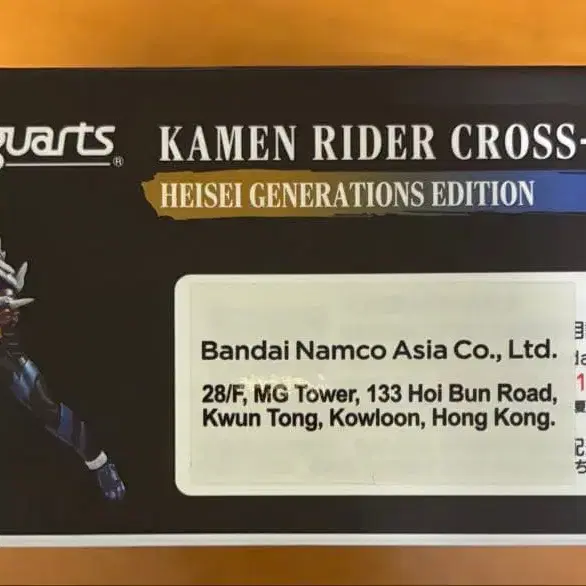 guarts®
KAMEN RIDER CROSS-
HEISEI GENERATIONS EDITION
Bandai Namco Asia Co., Ltd.
28/F, MG Tower, 133 Hoi Bun Road,
Kwun Tong, Kowloon, Hong Kong.